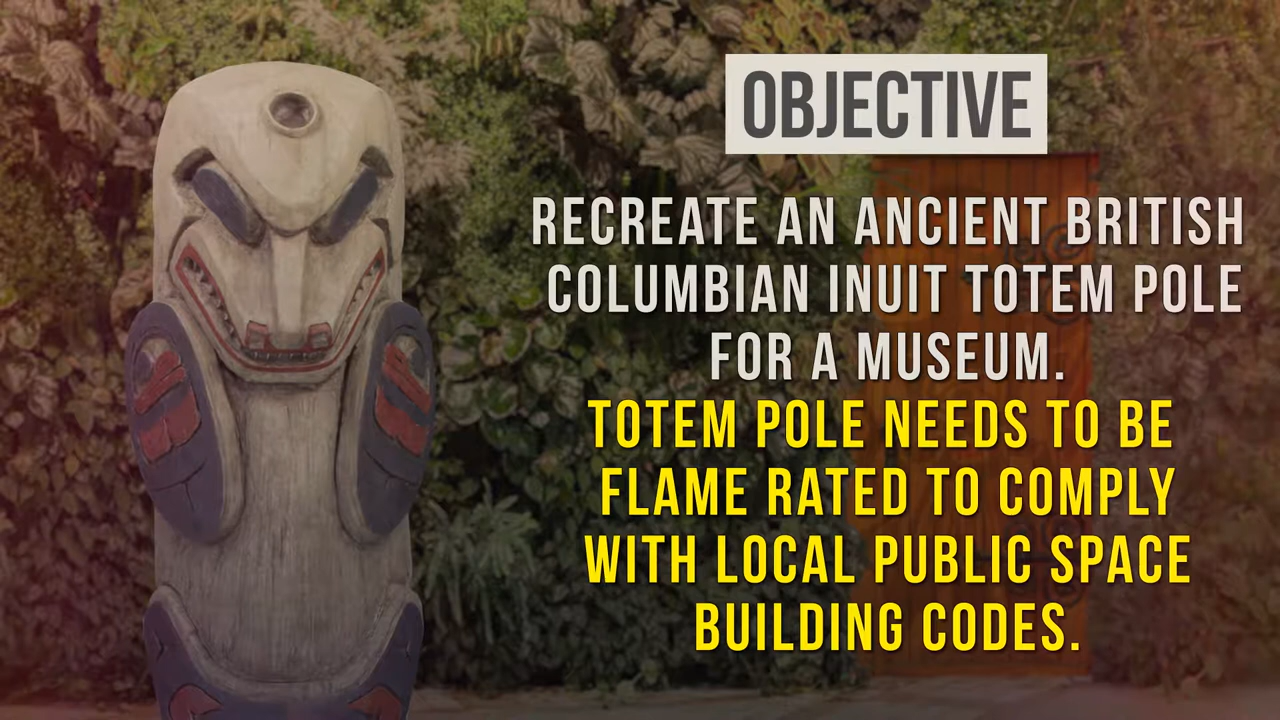 OBJECTIVE
RECREATE AN ANCIENT BRITISH
COLUMBIAN INUIT TOTEM POLE
FOR A MUSEUM.
TOTEM POLE NEEDS TO BE
FLAME RATED TO COMPLY
WITH LOCAL PUBLIC SPACE
BUILDING CODES.